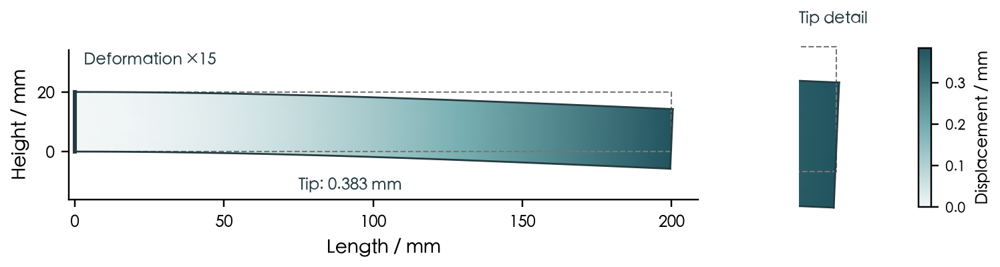 Tip detail
Deformation ×15
Height / mm
20
0
Tip: 0.383 mm
0 50 100 150 200
Length / mm
0.3
0.2
0.1
0.0
Displacement / mm